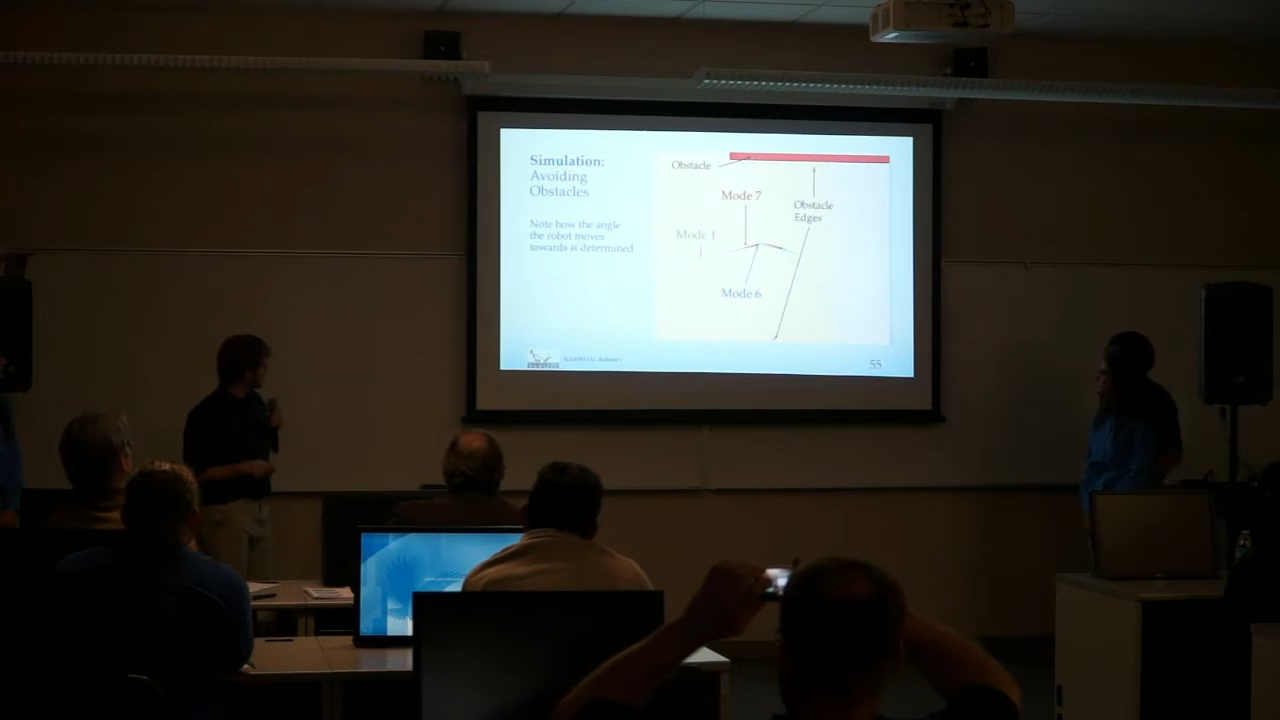 Simulation:
Avoiding
Obstacles
Note how the angle
the robot moves
towards is determined
Obstacle
Mode 7
Obstacle
Edges
Mode 1
Mode 6
55